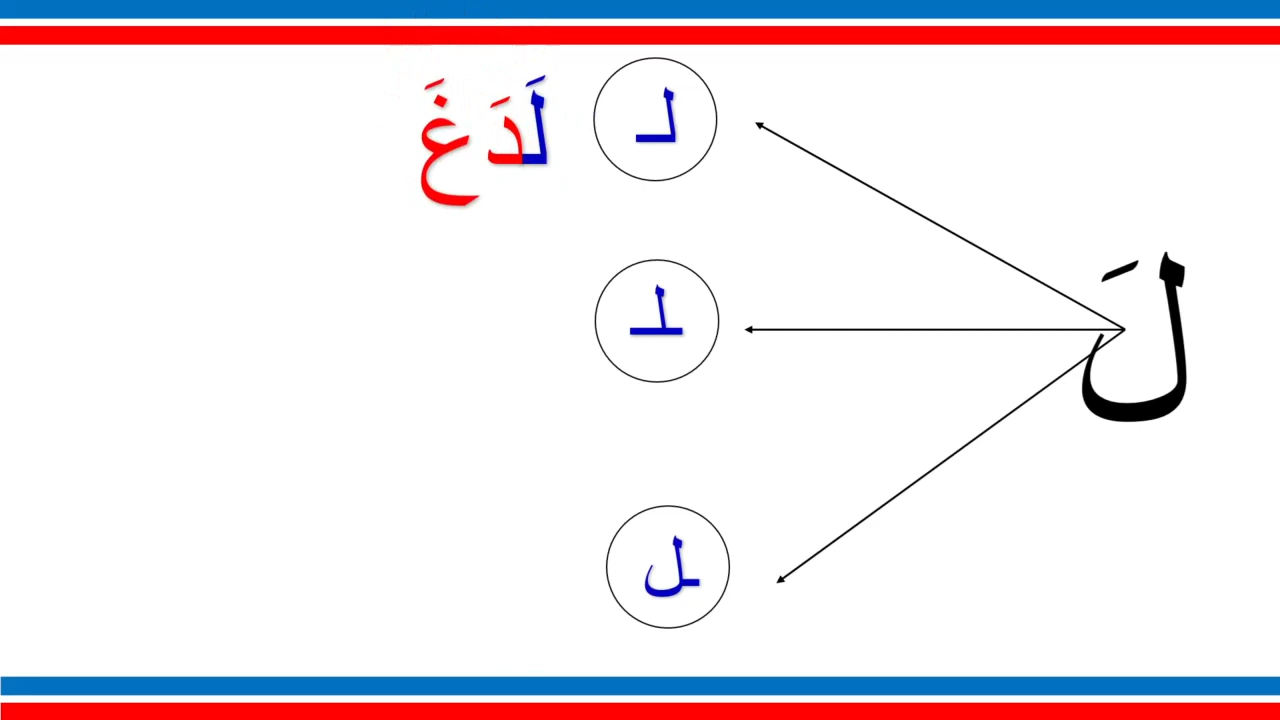 لـ لَدَغَ
لَ
ـلـ
ـل